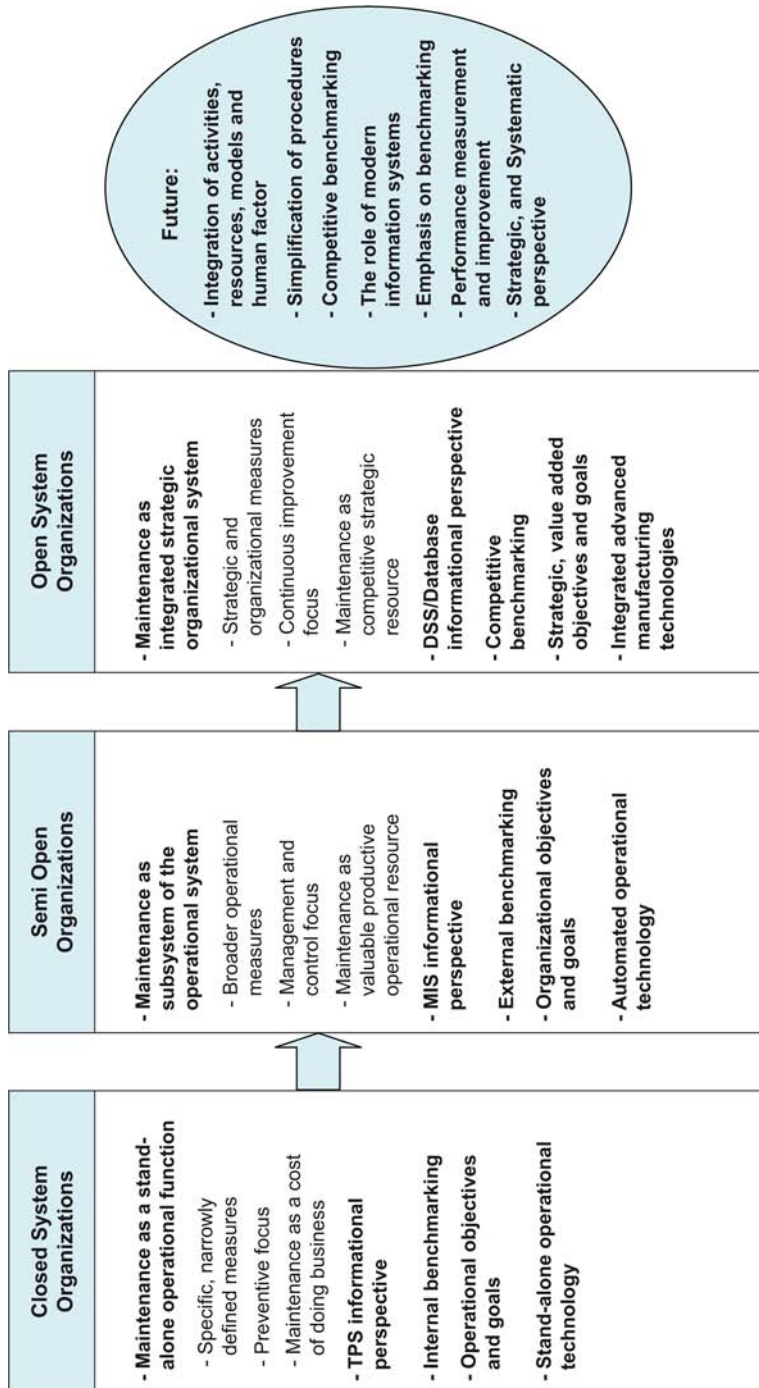 Closed System
Organizations
- Maintenance as a stand-
alone operational function
- Specific, narrowly
defined measures
- Preventive focus
- Maintenance as a cost
of doing business
- TPS informational
perspective
- Internal benchmarking
- Operational objectives
and goals
- Stand-alone operational
technology
Semi Open
Organizations
- Maintenance as
subsystem of the
operational system
- Broader operational
measures
- Management and
control focus
- Maintenance as
valuable productive
operational resource
- MIS informational
perspective
- External benchmarking
- Organizational objectives
and goals
- Automated operational
technology
Open System
Organizations
- Maintenance as
integrated strategic
organizational system
- Strategic and
organizational measures
- Continuous improvement
focus
- Maintenance as
competitive strategic
resource
- DSS/Database
informational perspective
- Competitive
benchmarking
- Strategic, value added
objectives and goals
- Integrated advanced
manufacturing
technologies
Future:
- Integration of activities,
resources, models and
human factor
- Simplification of procedures
- Competitive benchmarking
- The role of modern
information systems
- Emphasis on benchmarking
- Performance measurement
and improvement
- Strategic, and Systematic
perspective